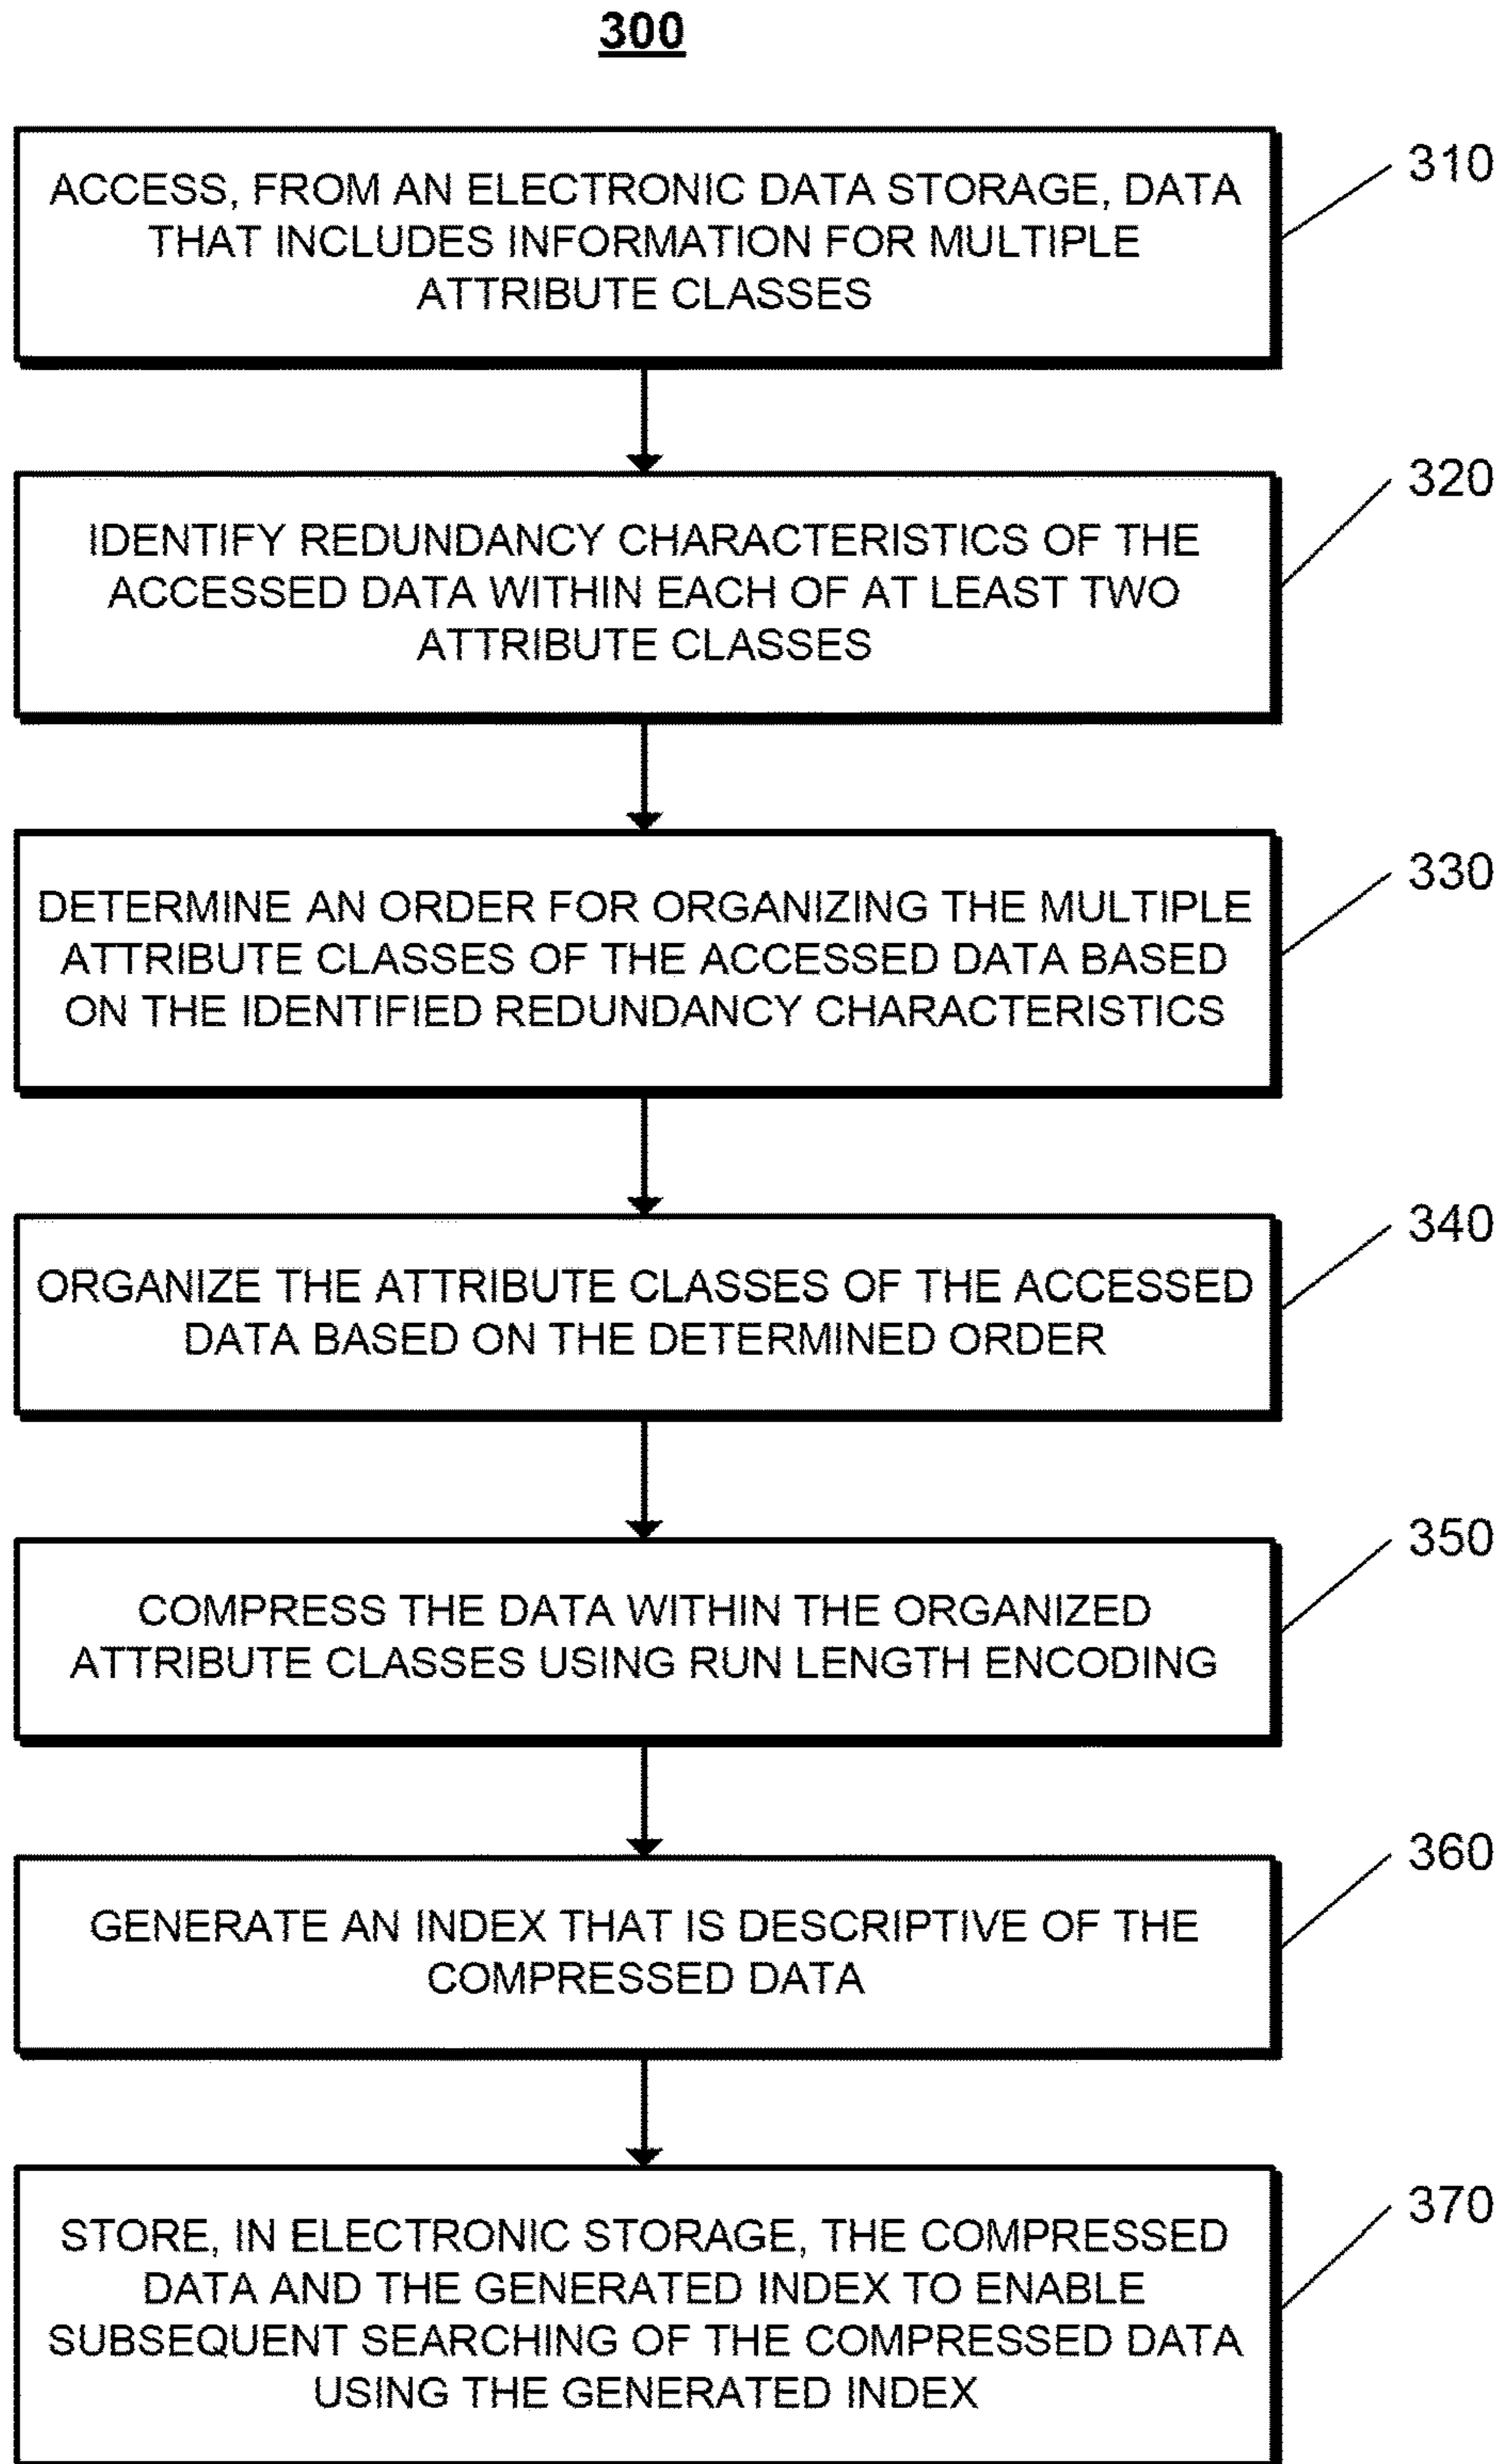 300
ACCESS, FROM AN ELECTRONIC DATA STORAGE, DATA
THAT INCLUDES INFORMATION FOR MULTIPLE
ATTRIBUTE CLASSES
310
IDENTIFY REDUNDANCY CHARACTERISTICS OF THE
ACCESSED DATA WITHIN EACH OF AT LEAST TWO
ATTRIBUTE CLASSES
320
DETERMINE AN ORDER FOR ORGANIZING THE MULTIPLE
ATTRIBUTE CLASSES OF THE ACCESSED DATA BASED
ON THE IDENTIFIED REDUNDANCY CHARACTERISTICS
330
ORGANIZE THE ATTRIBUTE CLASSES OF THE ACCESSED
DATA BASED ON THE DETERMINED ORDER
340
COMPRESS THE DATA WITHIN THE ORGANIZED
ATTRIBUTE CLASSES USING RUN LENGTH ENCODING
350
GENERATE AN INDEX THAT IS DESCRIPTIVE OF THE
COMPRESSED DATA
360
STORE, IN ELECTRONIC STORAGE, THE COMPRESSED
DATA AND THE GENERATED INDEX TO ENABLE
SUBSEQUENT SEARCHING OF THE COMPRESSED DATA
USING THE GENERATED INDEX
370